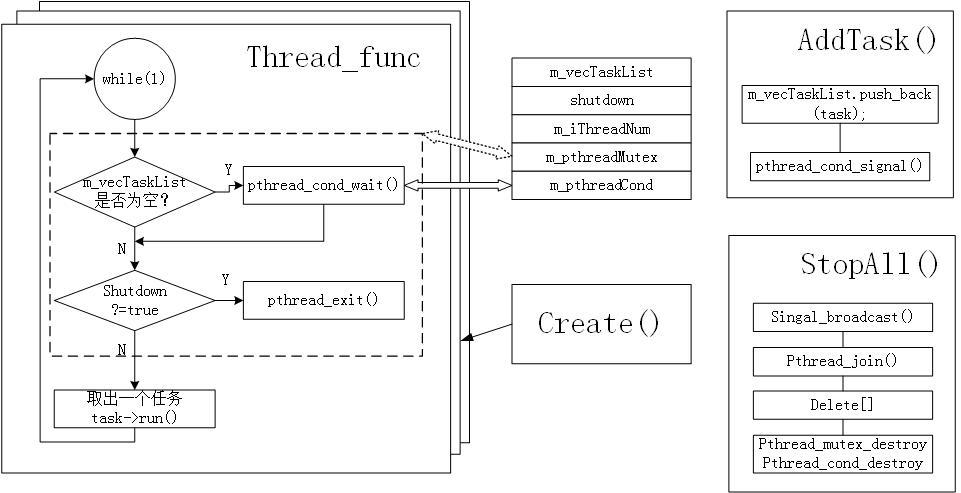 Thread_func
while(1)
m_vecTaskList
是否为空?
Y
pthread_cond_wait()
N
Shutdown
?=true
Y
pthread_exit()
N
取出一个任务
task->run()
m_vecTaskList
shutdown
m_iThreadNum
m_pthreadMutex
m_pthreadCond
Create()
AddTask()
m_vecTaskList.push_back
(task);
pthread_cond_signal()
StopAll()
Singal_broadcast()
Pthread_join()
Delete[]
Pthread_mutex_destroy
Pthread_cond_destroy